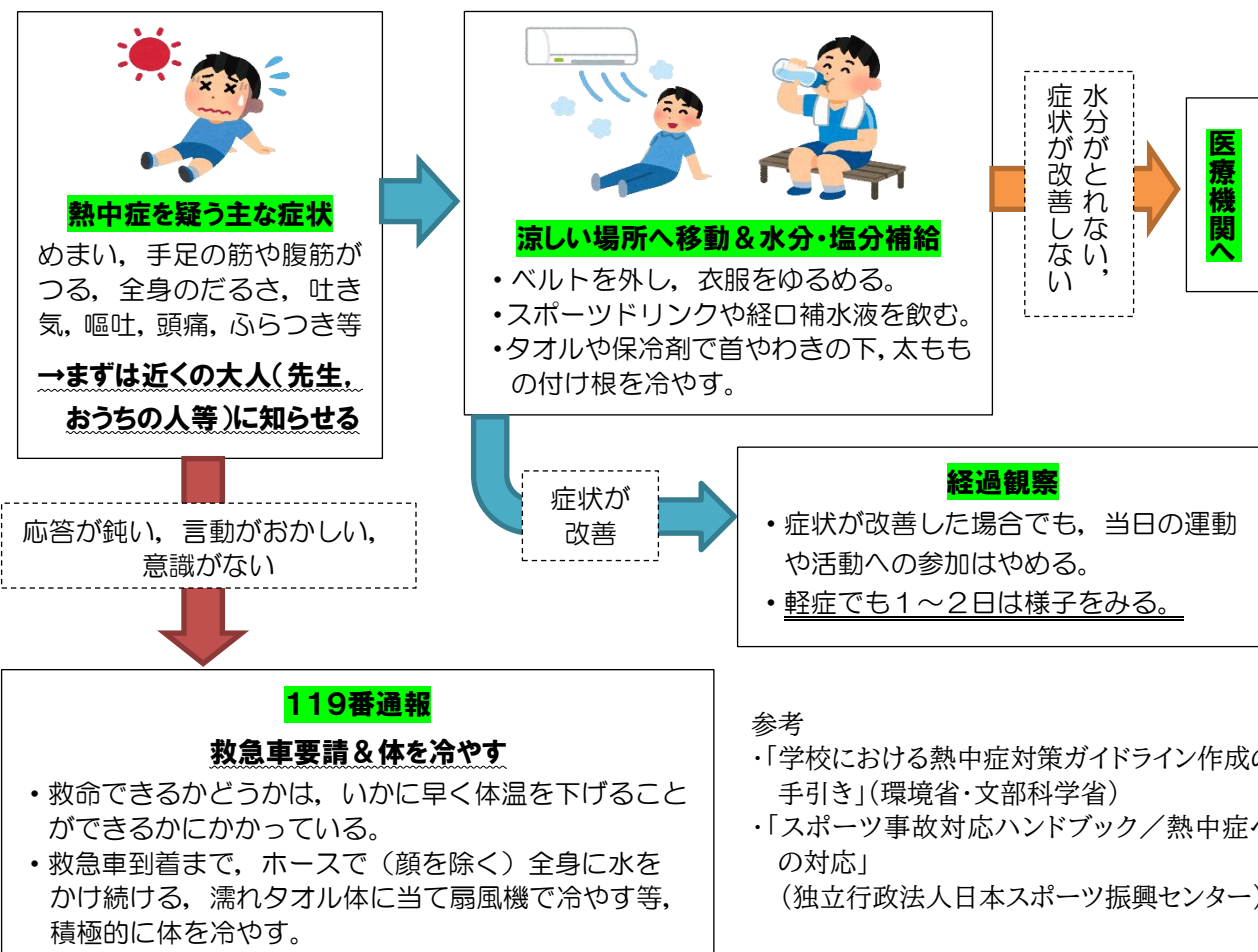 熱中症を疑う主な症状
めまい，手足の筋や腹筋が
つる，全身のだるさ，吐き
気，嘔吐，頭痛，ふらつき等
→まずは近くの大人（先生，
おうちの人等）に知らせる
涼しい場所へ移動＆水分・塩分補給
・ベルトを外し，衣服をゆるめる。
・スポーツドリンクや経口補水液を飲む。
・タオルや保冷剤で首やわきの下，太もも
の付け根を冷やす。
水分がとれない，
症状が改善しない
医療機関へ
応答が鈍い，言動がおかしい，
意識がない
症状が
改善
経過観察
・症状が改善した場合でも，当日の運動
や活動への参加はやめる。
・軽症でも１～２日は様子をみる。
１１９番通報
救急車要請＆体を冷やす
・救命できるかどうかは，いかに早く体温を下げること
ができるかにかかっている。
・救急車到着まで，ホースで（顔を除く）全身に水を
かけ続ける，濡れタオル体に当て扇風機で冷やす等，
積極的に体を冷やす。
参考
・「学校における熱中症対策ガイドライン作成の
手引き」（環境省・文部科学省）
・「スポーツ事故対応ハンドブック／熱中症へ
の対応」
（独立行政法人日本スポーツ振興センター）